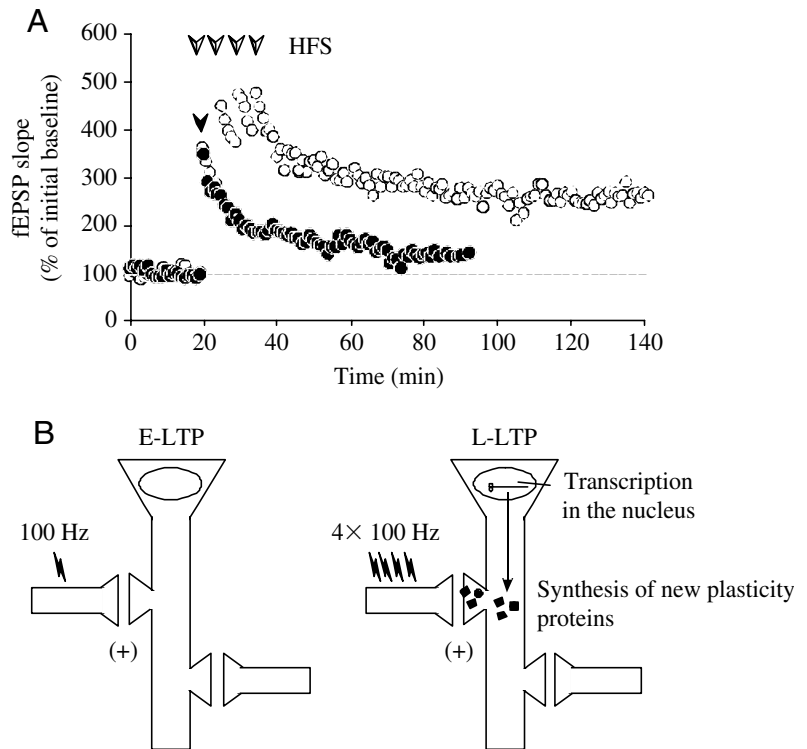 A
600
500
400
300
200
100
0
fEPSP slope
(% of initial baseline)
HFS
0 20 40 60 80 100 120 140
Time (min)
B
E-LTP
100 Hz
(+)
L-LTP
4× 100 Hz
(+)
Transcription
in the nucleus
Synthesis of new plasticity
proteins